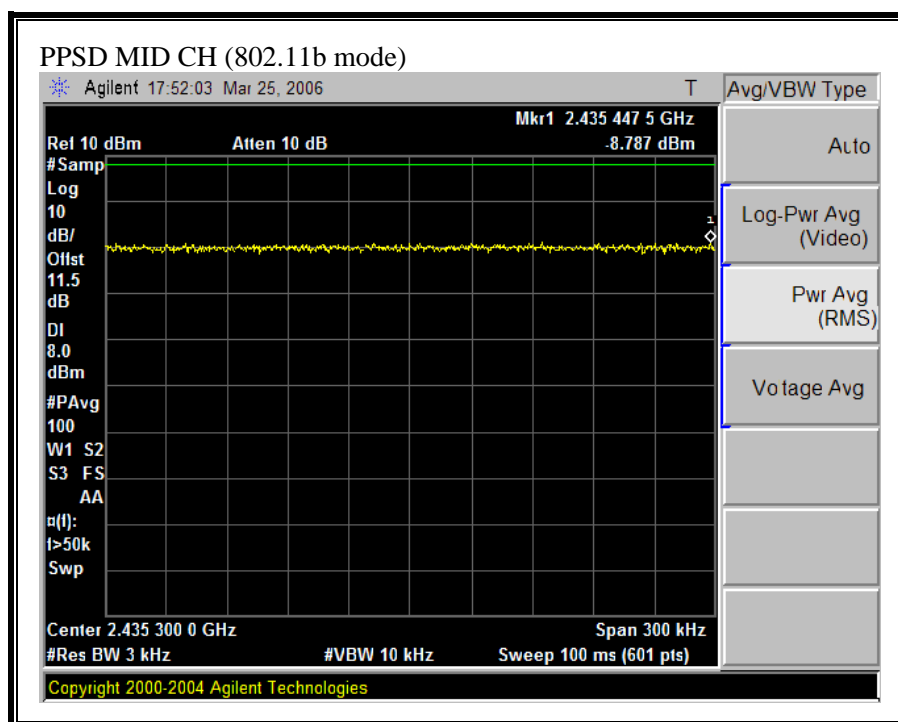 PPSD MID CH (802.11b mode)
Agilent 17:52:03 Mar 25, 2006 T
Avg/VBW Type
Mkr1 2.435 447 5 GHz
Ref 10 dBm Atten 10 dB -8.787 dBm
#Samp
Log
10
dB/
Offst
11.5
dB
DI
8.0
dBm
#PAvg
100
W1 S2
S3 FS
AA
¤(f):
f>50k
Swp
1
Center 2.435 300 0 GHz Span 300 kHz
#Res BW 3 kHz #VBW 10 kHz Sweep 100 ms (601 pts)
Copyright 2000-2004 Agilent Technologies
Auto
Log-Pwr Avg
(Video)
Pwr Avg
(RMS)
Voltage Avg